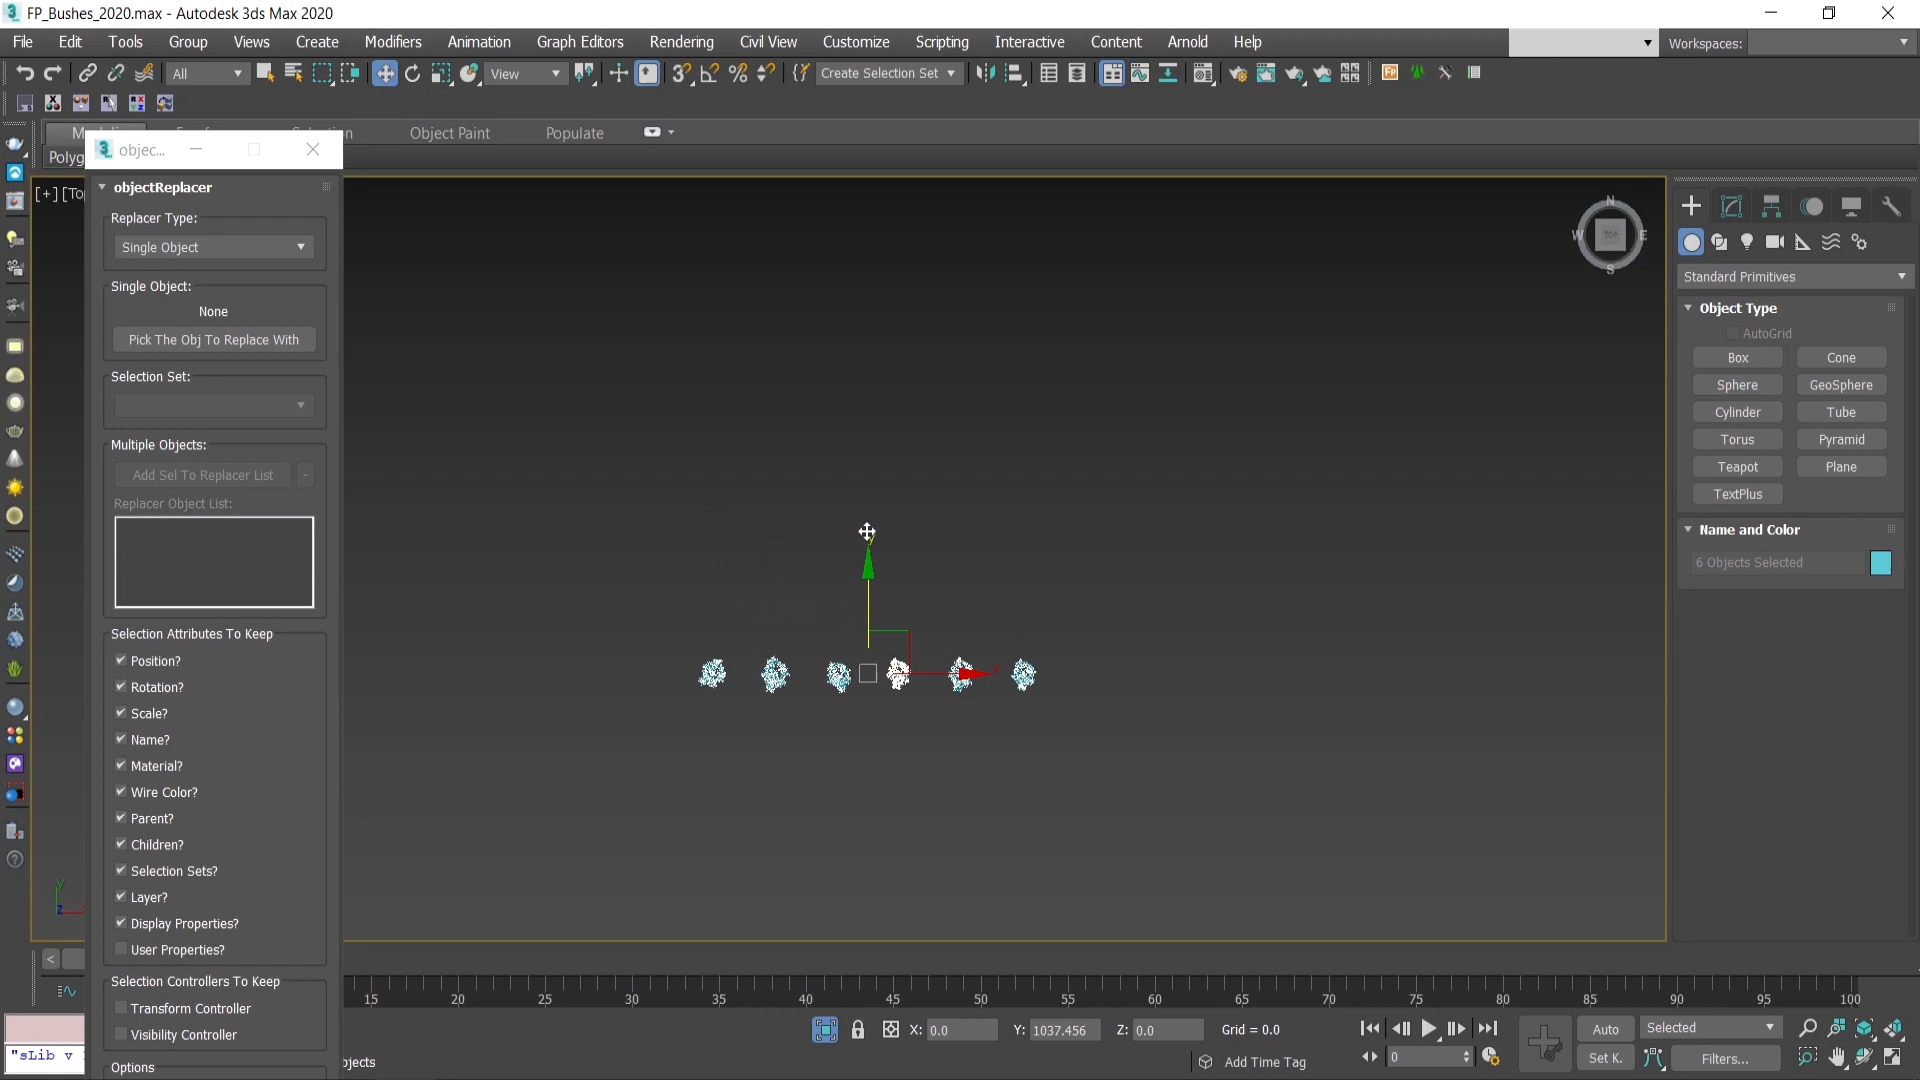 FP_Bushes_2020.max - Autodesk 3ds Max 2020
File Edit Tools Group Views Create Modifiers Animation Graph Editors Rendering Civil View Customize Scripting Interactive Content Arnold Help
Workspaces:
All
View
Create Selection Set
Object Paint
Populate
Polyg
[+] [To
objec...
objectReplacer
Replacer Type:
Single Object
Single Object:
None
Pick The Obj To Replace With
Selection Set:
Multiple Objects:
Add Sel To Replacer List
-
Replacer Object List:
Selection Attributes To Keep
Position?
Rotation?
Scale?
Name?
Material?
Wire Color?
Parent?
Children?
Selection Sets?
Layer?
Display Properties?
User Properties?
Selection Controllers To Keep
Transform Controller
Visibility Controller
Options
N
W TOP E
S
y
x
y
z
Standard Primitives
Object Type
AutoGrid
Box Cone
Sphere GeoSphere
Cylinder Tube
Torus Pyramid
Teapot Plane
TextPlus
Name and Color
6 Objects Selected
<
15 20 25 30 35 40 45 50 55 60 65 70 75 80 85 90 95 100
X: 0.0 Y: 1037.456 Z: 0.0 Grid = 0.0
Auto Selected
"sLib v
bjects
Add Time Tag
0
Set K. Filters...